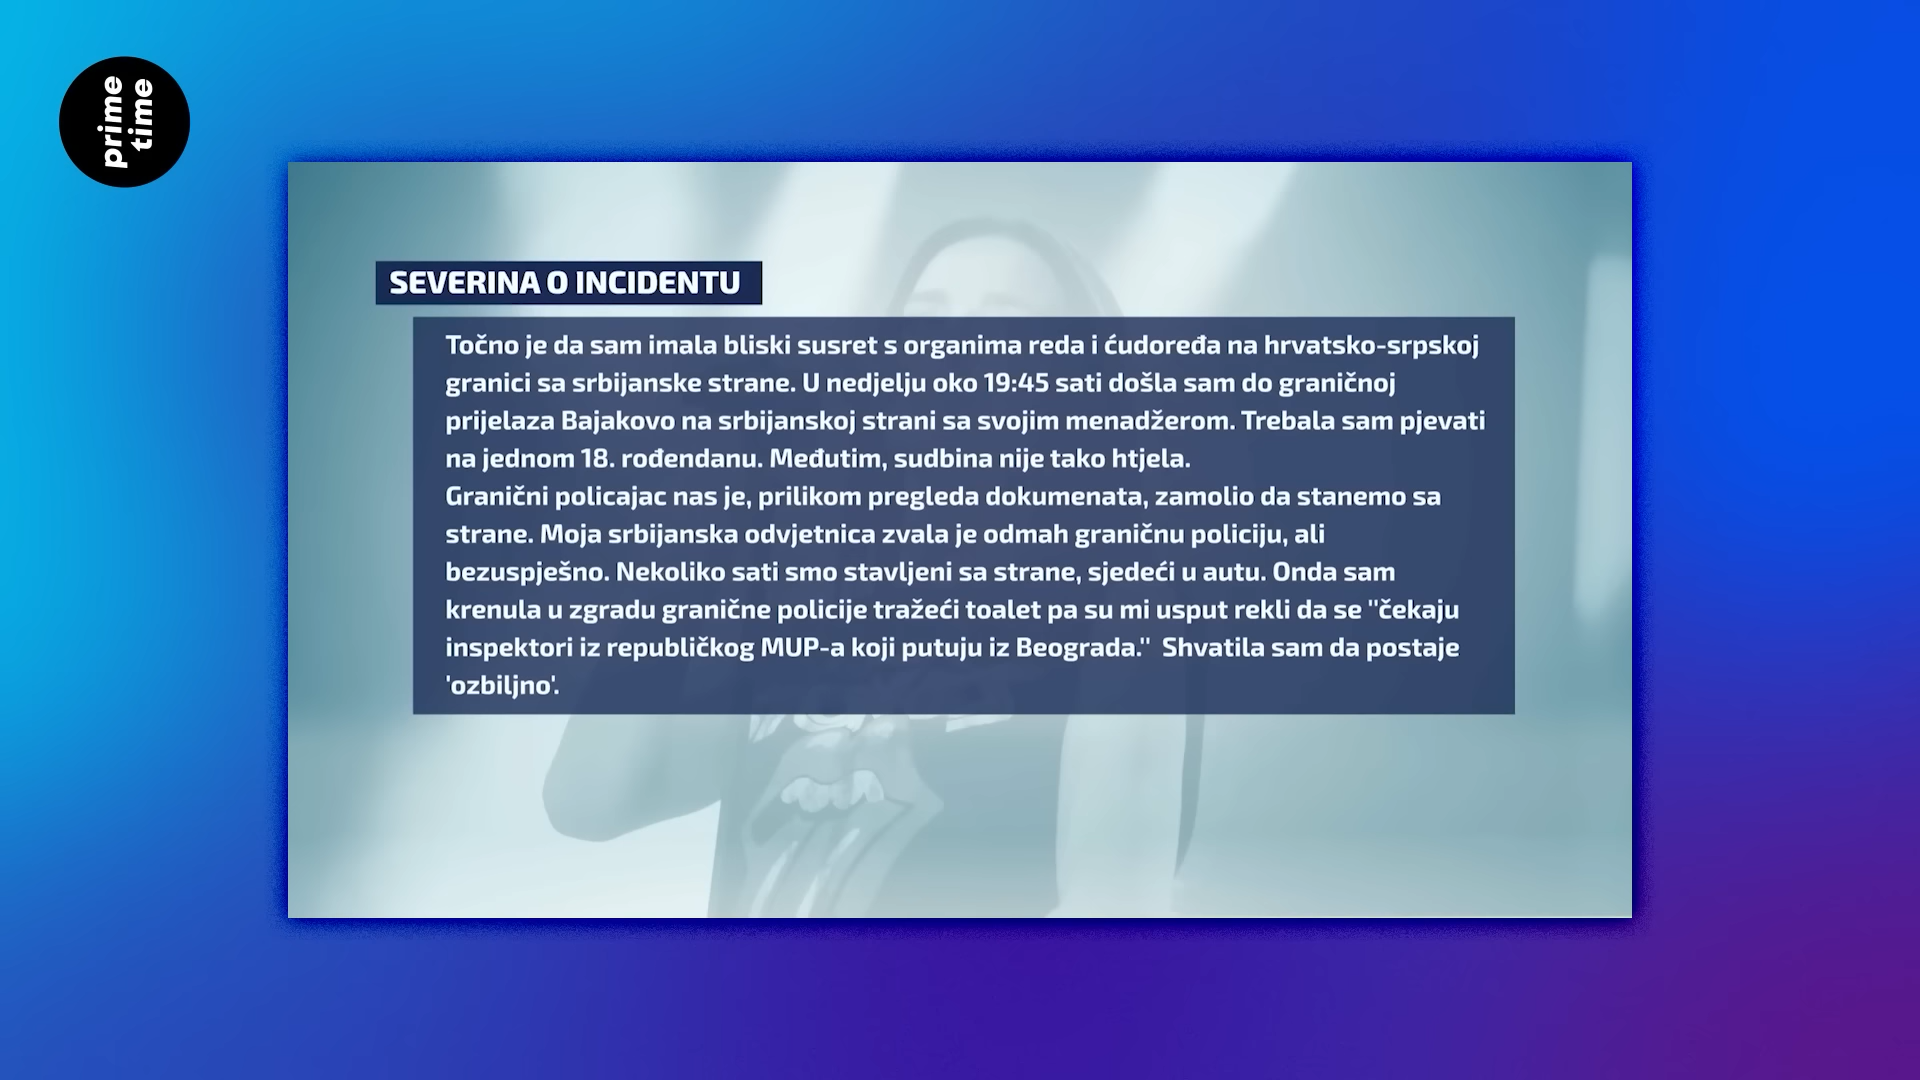 prime
time
SEVERINA O INCIDENTU
Točno je da sam imala bliski susret s organima reda i ćudoređa na hrvatsko-srpskoj
granici sa srbijanske strane. U nedjelju oko 19:45 sati došla sam do graničnoj
prijelaza Bajakovo na srbijanskoj strani sa svojim menadžerom. Trebala sam pjevati
na jednom 18. rođendanu. Međutim, sudbina nije tako htjela.
Granični policajac nas je, prilikom pregleda dokumenata, zamolio da stanemo sa
strane. Moja srbijanska odvjetnica zvala je odmah graničnu policiju, ali
bezuspješno. Nekoliko sati smo stavljeni sa strane, sjedeći u autu. Onda sam
krenula u zgradu granične policije tražeći toalet pa su mi usput rekli da se "čekaju
inspektori iz republičkog MUP-a koji putuju iz Beograda." Shvatila sam da postaje
'ozbiljno'.